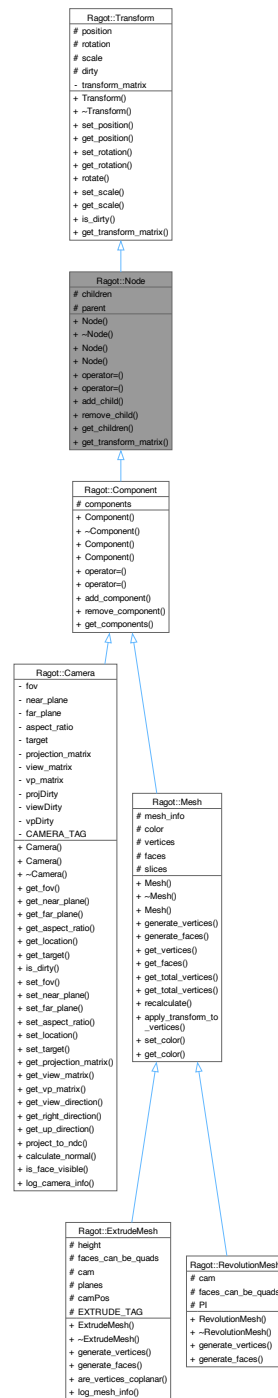 Ragot::Transform
# position
# rotation
# scale
# dirty
- transform_matrix
+ Transform()
+ ~Transform()
+ set_position()
+ get_position()
+ set_rotation()
+ get_rotation()
+ rotate()
+ set_scale()
+ get_scale()
+ is_dirty()
+ get_transform_matrix()
Ragot::Node
# children
# parent
+ Node()
+ ~Node()
+ Node()
+ Node()
+ operator=()
+ operator=()
+ add_child()
+ remove_child()
+ get_children()
+ get_transform_matrix()
Ragot::Component
# components
+ Component()
+ ~Component()
+ Component()
+ Component()
+ operator=()
+ operator=()
+ add_component()
+ remove_component()
+ get_components()
Ragot::Camera
- fov
- near_plane
- far_plane
- aspect_ratio
- target
- projection_matrix
- view_matrix
- vp_matrix
- projDirty
- viewDirty
- vpDirty
- CAMERA_TAG
+ Camera()
+ Camera()
+ ~Camera()
+ get_fov()
+ get_near_plane()
+ get_far_plane()
+ get_aspect_ratio()
+ get_location()
+ get_target()
+ is_dirty()
+ set_fov()
+ set_near_plane()
+ set_far_plane()
+ set_aspect_ratio()
+ set_location()
+ set_target()
+ get_projection_matrix()
+ get_view_matrix()
+ get_vp_matrix()
+ get_view_direction()
+ get_right_direction()
+ get_up_direction()
+ project_to_ndc()
+ calculate_normal()
+ is_face_visible()
+ log_camera_info()
Ragot::Mesh
# mesh_info
# color
# vertices
# faces
# slices
+ Mesh()
+ ~Mesh()
+ Mesh()
+ generate_vertices()
+ generate_faces()
+ get_vertices()
+ get_faces()
+ get_total_vertices()
+ get_total_vertices()
+ recalculate()
+ apply_transform_to
_vertices()
+ set_color()
+ get_color()
Ragot::ExtrudeMesh
# height
# faces_can_be_quads
# cam
# planes
# camPos
# EXTRUDE_TAG
+ ExtrudeMesh()
+ ~ExtrudeMesh()
+ generate_vertices()
+ generate_faces()
+ are_vertices_coplanar()
+ log_mesh_info()
Ragot::RevolutionMesh
# cam
# faces_can_be_quads
# PI
+ RevolutionMesh()
+ ~RevolutionMesh()
+ generate_vertices()
+ generate_faces()